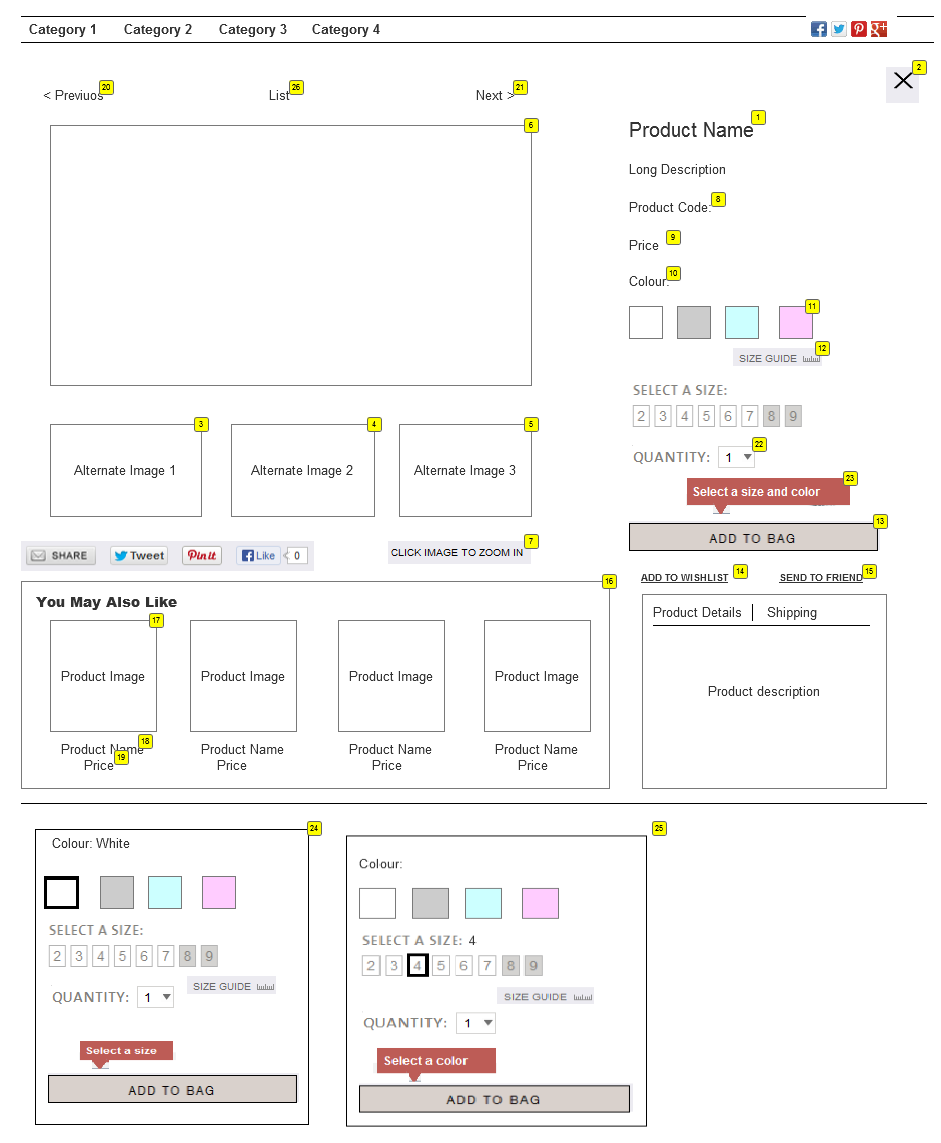 Category 1 Category 2 Category 3 Category 4
2
< Previuos 20 List 26 Next > 21
6
Product Name 1
Long Description
Product Code: 8
Price 9
Colour: 10
11
SIZE GUIDE 12
SELECT A SIZE:
2 3 4 5 6 7 8 9
QUANTITY: 1 22
Select a size and color 23
ADD TO BAG 13
ADD TO WISHLIST 14 SEND TO FRIEND 15
Product Details | Shipping
Product description
Alternate Image 1 3 Alternate Image 2 4 Alternate Image 3 5
SHARE Tweet Pin it Like 0
CLICK IMAGE TO ZOOM IN 7
16
You May Also Like
17
Product Image Product Image Product Image Product Image
Product Name 18 Product Name Product Name Product Name
Price 19 Price Price Price
24
Colour: White
SELECT A SIZE:
2 3 4 5 6 7 8 9
SIZE GUIDE
QUANTITY: 1
Select a size
ADD TO BAG
25
Colour:
SELECT A SIZE: 4
2 3 4 5 6 7 8 9
SIZE GUIDE
QUANTITY: 1
Select a color
ADD TO BAG